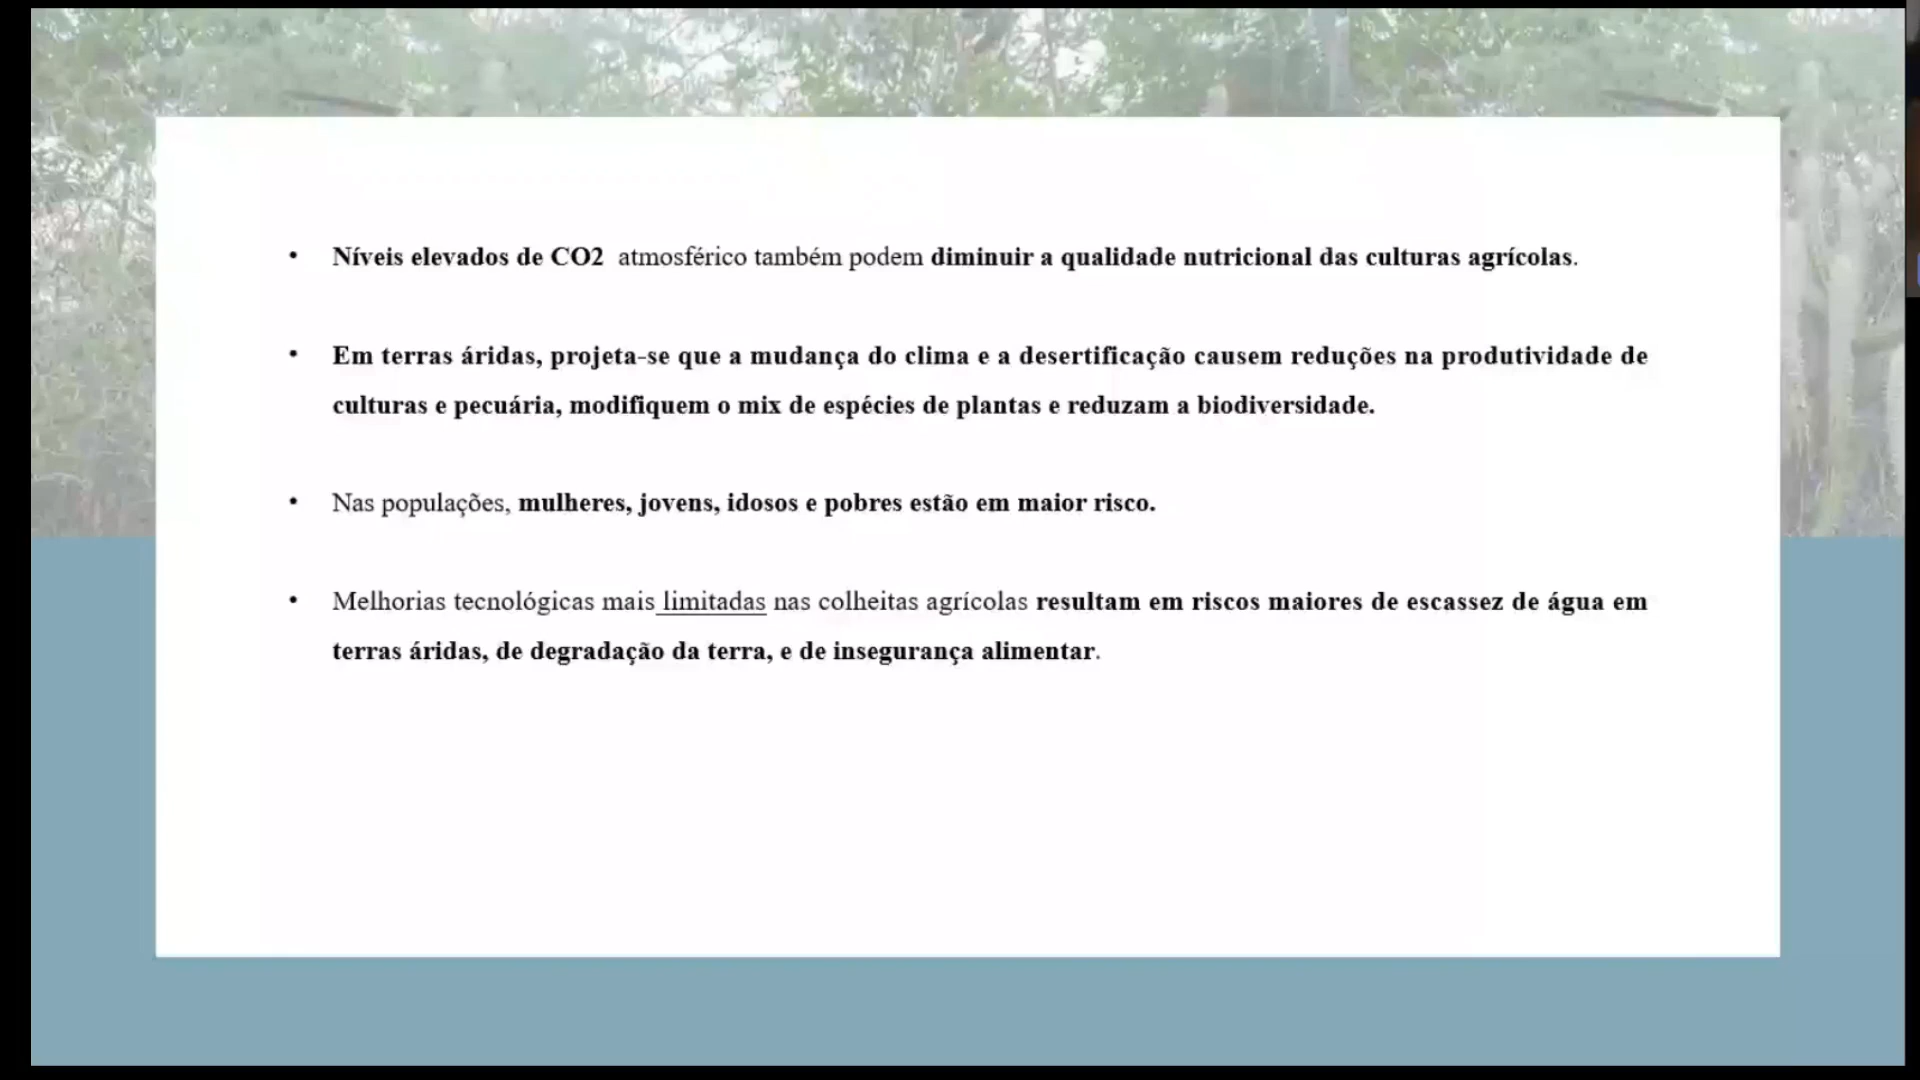 • Níveis elevados de CO2 atmosférico também podem diminuir a qualidade nutricional das culturas agrícolas.
• Em terras áridas, projeta-se que a mudança do clima e a desertificação causem reduções na produtividade de
culturas e pecuária, modifiquem o mix de espécies de plantas e reduzam a biodiversidade.
• Nas populações, mulheres, jovens, idosos e pobres estão em maior risco.
• Melhorias tecnológicas mais limitadas nas colheitas agrícolas resultam em riscos maiores de escassez de água em
terras áridas, de degradação da terra, e de insegurança alimentar.